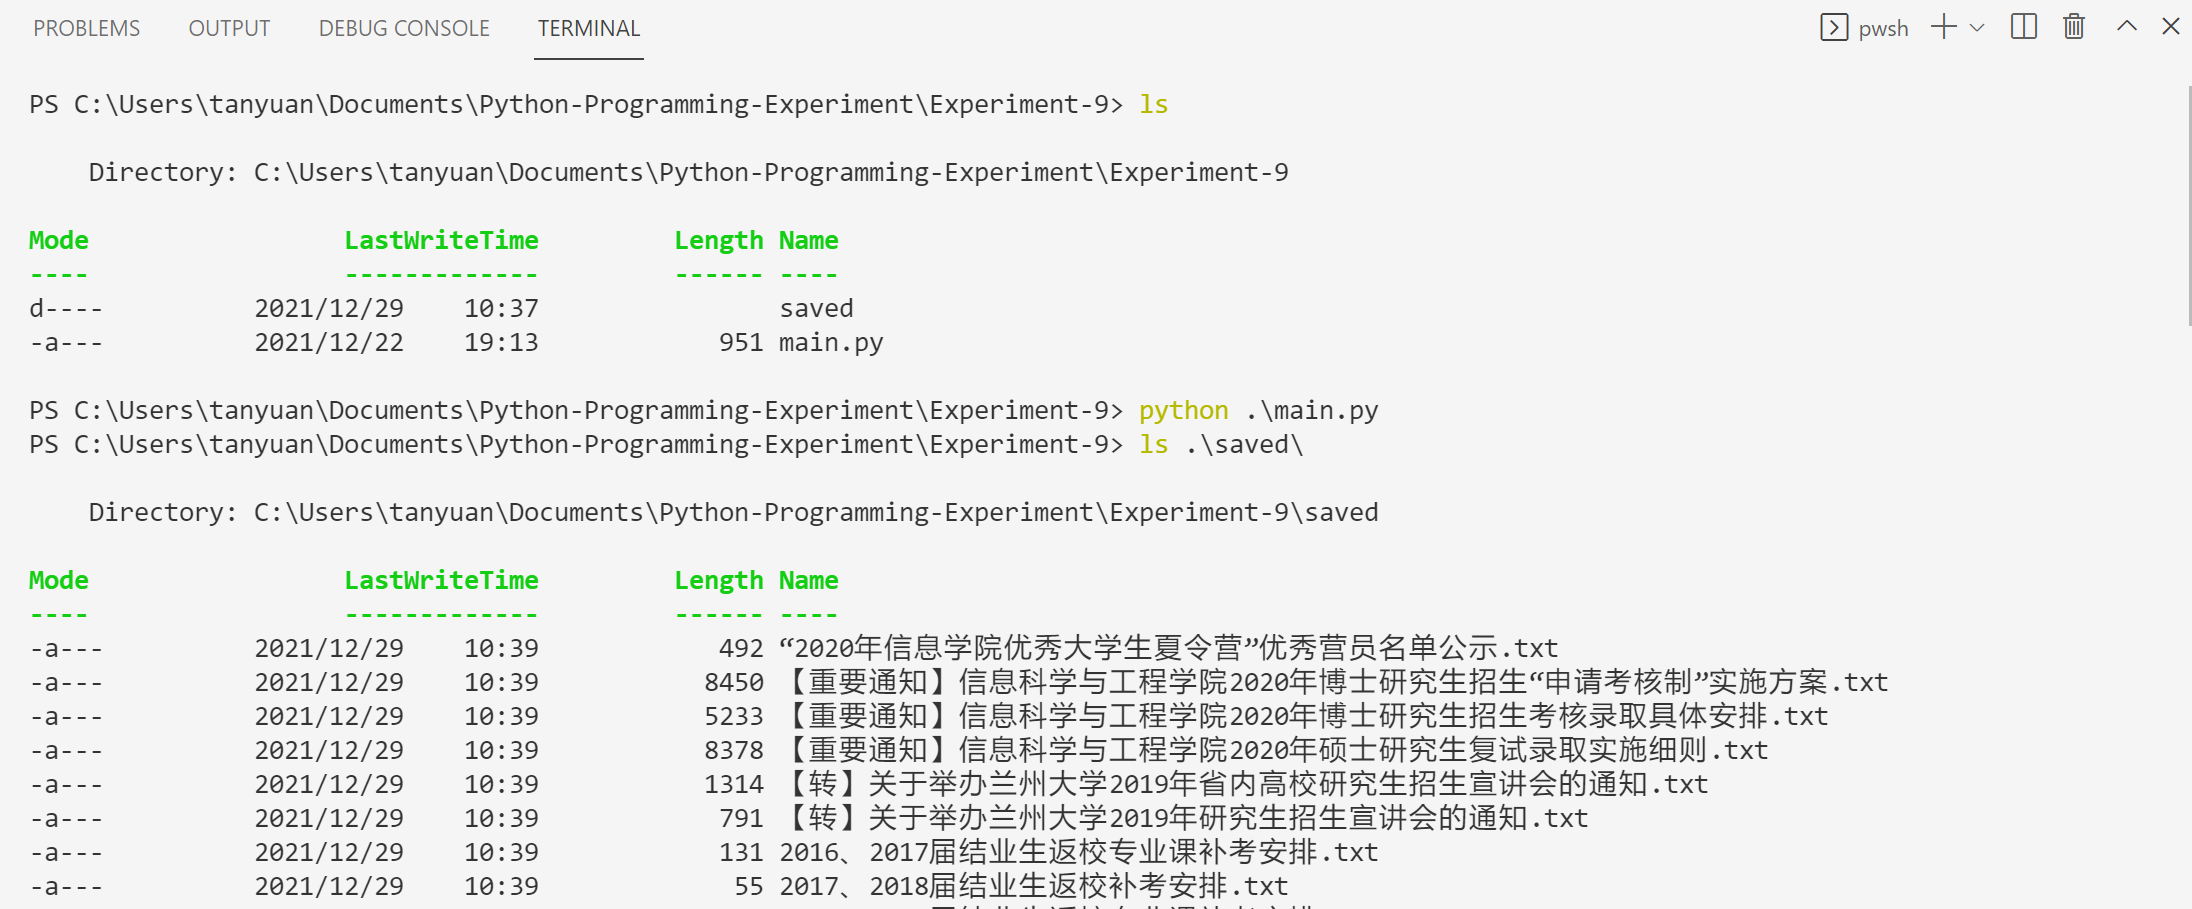 PROBLEMS OUTPUT DEBUG CONSOLE TERMINAL pwsh
PS C:\Users\tanyuan\Documents\Python-Programming-Experiment\Experiment-9> ls
Directory: C:\Users\tanyuan\Documents\Python-Programming-Experiment\Experiment-9
Mode LastWriteTime Length Name
---- ------------- ------ ----
d---- 2021/12/29 10:37 saved
-a--- 2021/12/22 19:13 951 main.py
PS C:\Users\tanyuan\Documents\Python-Programming-Experiment\Experiment-9> python .\main.py
PS C:\Users\tanyuan\Documents\Python-Programming-Experiment\Experiment-9> ls .\saved\
Directory: C:\Users\tanyuan\Documents\Python-Programming-Experiment\Experiment-9\saved
Mode LastWriteTime Length Name
---- ------------- ------ ----
-a--- 2021/12/29 10:39 492 “2020年信息学院优秀大学生夏令营”优秀营员名单公示.txt
-a--- 2021/12/29 10:39 8450 【重要通知】信息科学与工程学院2020年博士研究生招生“申请考核制”实施方案.txt
-a--- 2021/12/29 10:39 5233 【重要通知】信息科学与工程学院2020年博士研究生招生考核录取具体安排.txt
-a--- 2021/12/29 10:39 8378 【重要通知】信息科学与工程学院2020年硕士研究生复试录取实施细则.txt
-a--- 2021/12/29 10:39 1314 【转】关于举办兰州大学2019年省内高校研究生招生宣讲会的通知.txt
-a--- 2021/12/29 10:39 791 【转】关于举办兰州大学2019年研究生招生宣讲会的通知.txt
-a--- 2021/12/29 10:39 131 2016、2017届结业生返校专业课补考安排.txt
-a--- 2021/12/29 10:39 55 2017、2018届结业生返校补考安排.txt